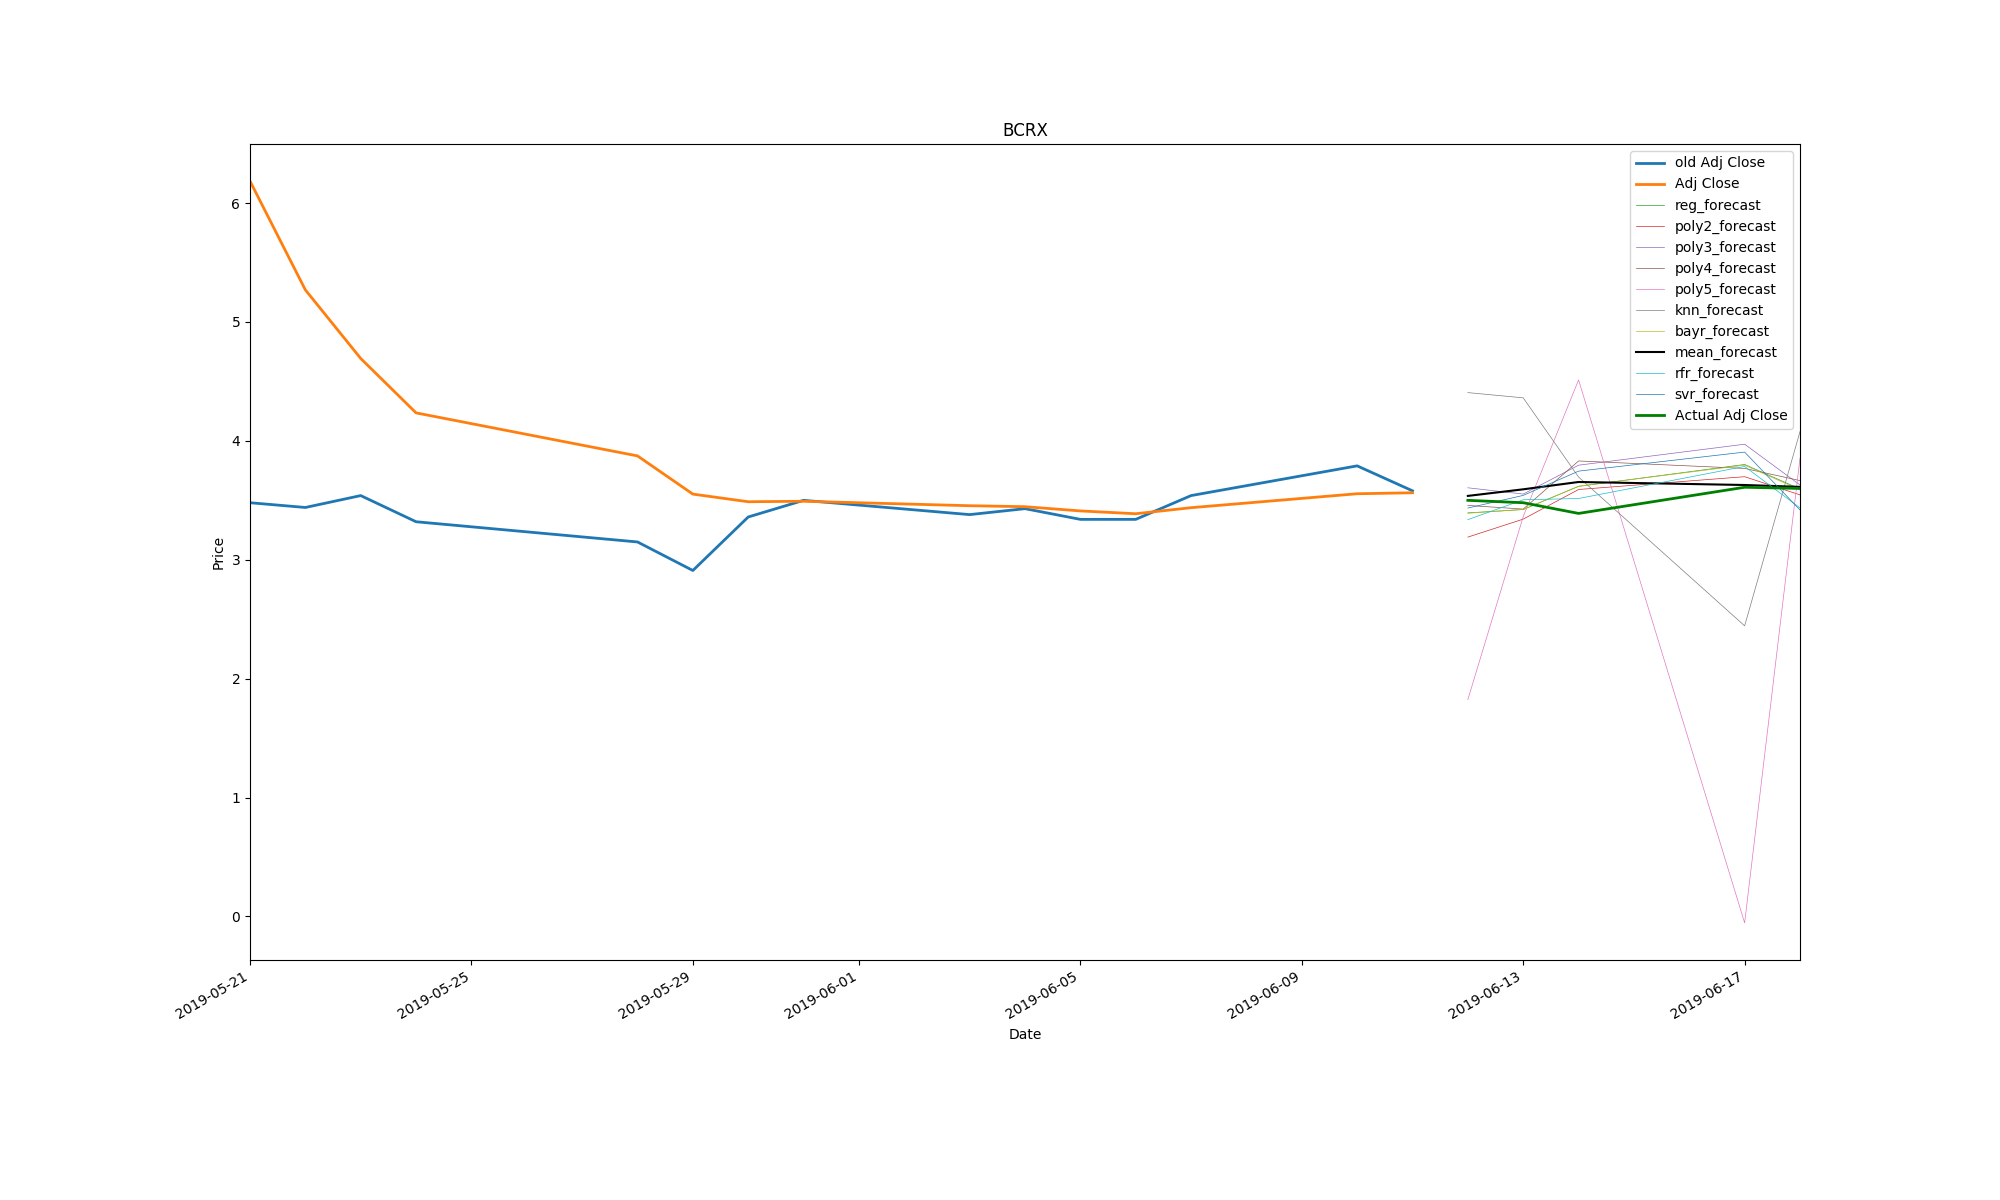 BCRX
old Adj Close
Adj Close
reg_forecast
poly2_forecast
poly3_forecast
poly4_forecast
poly5_forecast
knn_forecast
bayr_forecast
mean_forecast
rfr_forecast
svr_forecast
Actual Adj Close
6
5
4
3
2
1
0
Price
2019-05-21
2019-05-25
2019-05-29
2019-06-01
2019-06-05
2019-06-09
2019-06-13
2019-06-17
Date